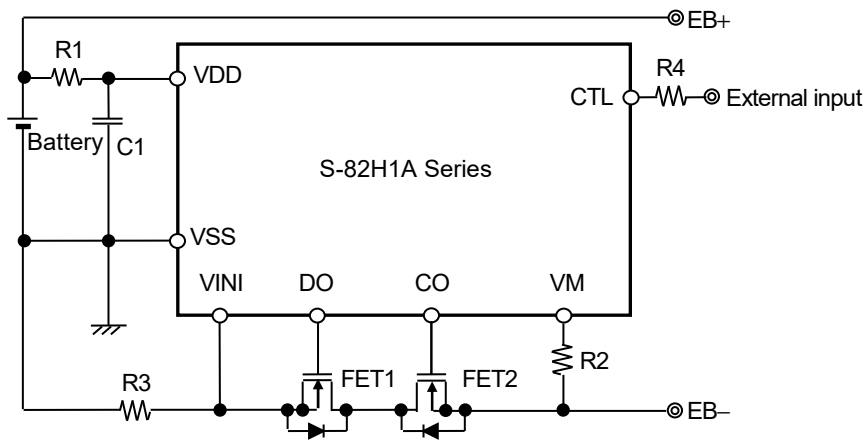 EB+
R1
VDD
R4
CTL
External input
Battery
C1
S-82H1A Series
VSS
VINI
DO
CO
VM
R3
FET1
FET2
R2
EB−